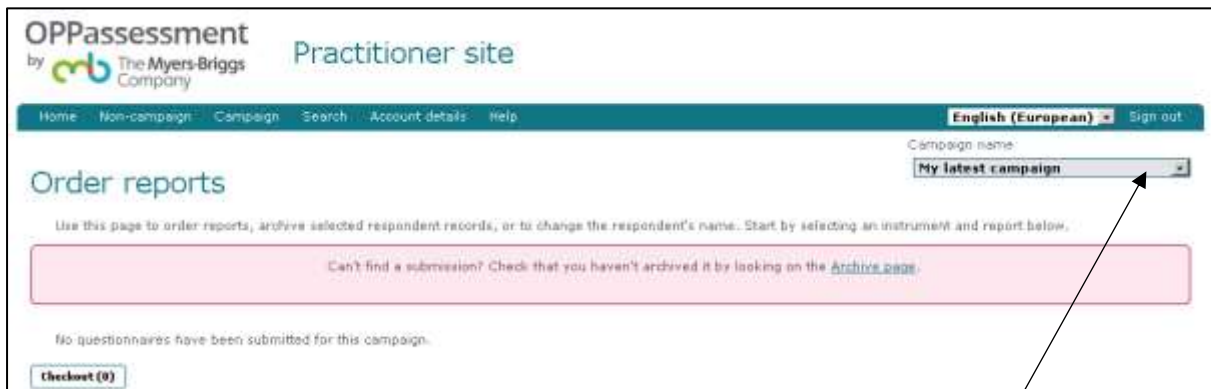 OPPassessment
by The Myers-Briggs
Company
Practitioner site
Home Non-campaign Campaign Search Account details Help English (European) Sign out
Campaign name
My latest campaign
Order reports
Use this page to order reports, archive selected respondent records, or to change the respondent's name. Start by selecting an instrument and report below.
Can't find a submission? Check that you haven't archived it by looking on the Archive page.
No questionnaires have been submitted for this campaign.
Checkout (0)